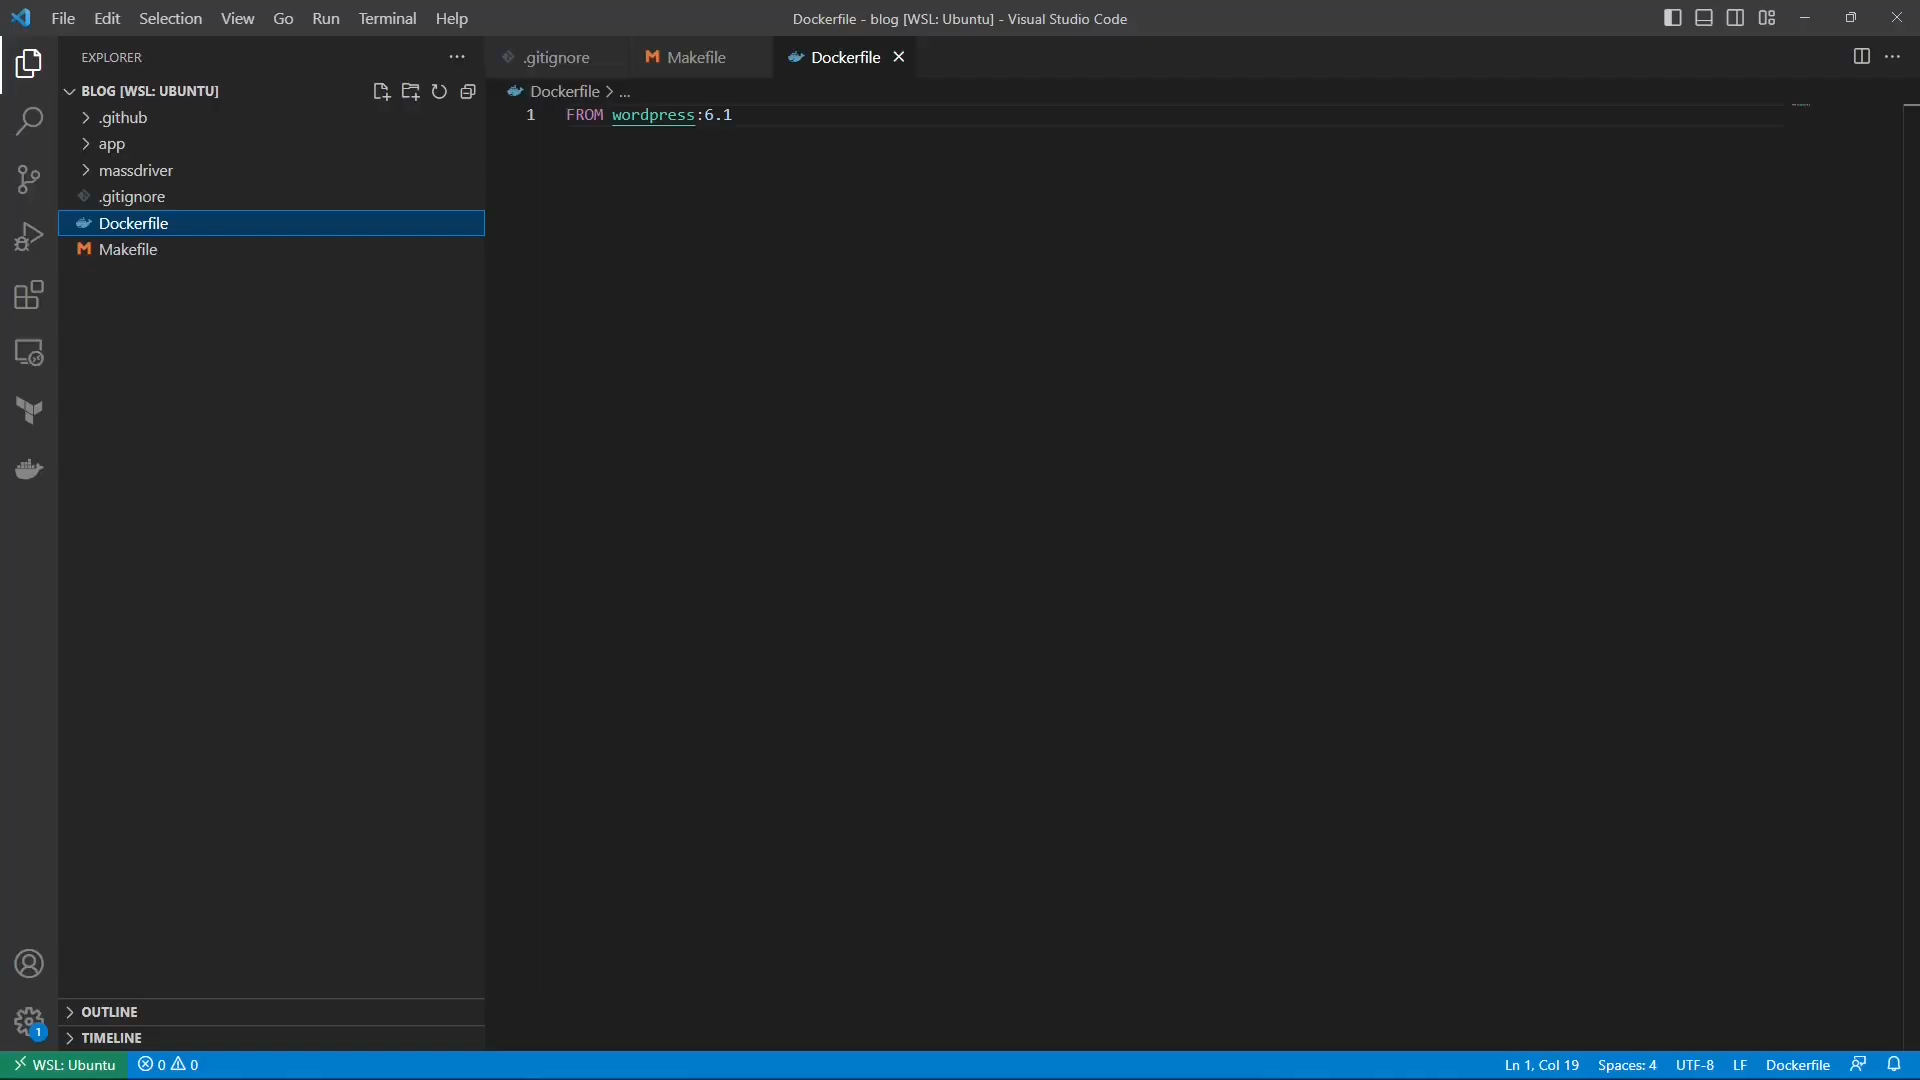 File Edit Selection View Go Run Terminal Help
Dockerfile - blog [WSL: Ubuntu] - Visual Studio Code
EXPLORER
.gitignore
Makefile
Dockerfile
BLOG [WSL: UBUNTU]
Dockerfile > ...
.github
1 FROM wordpress:6.1
app
massdriver
.gitignore
Dockerfile
M Makefile
OUTLINE
1
TIMELINE
WSL: Ubuntu 0 0 Ln 1, Col 19 Spaces: 4 UTF-8 LF Dockerfile